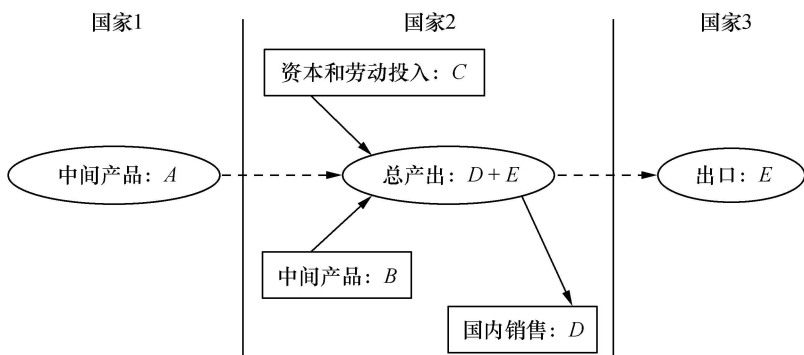 国家1
国家2
国家3
资本和劳动投入：C
中间产品：A
总产出：D + E
出口：E
中间产品：B
国内销售：D